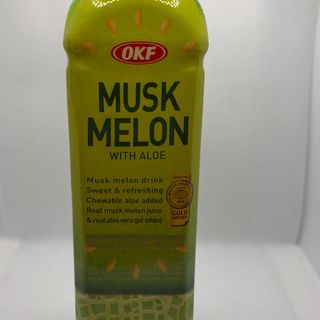 OKF
MUSK
MELON
WITH ALOE
Musk melon drink
Sweet & refreshing
Chewable aloe added
Real musk melon juice
& real aloe vera gel added
GOLD
AWARD